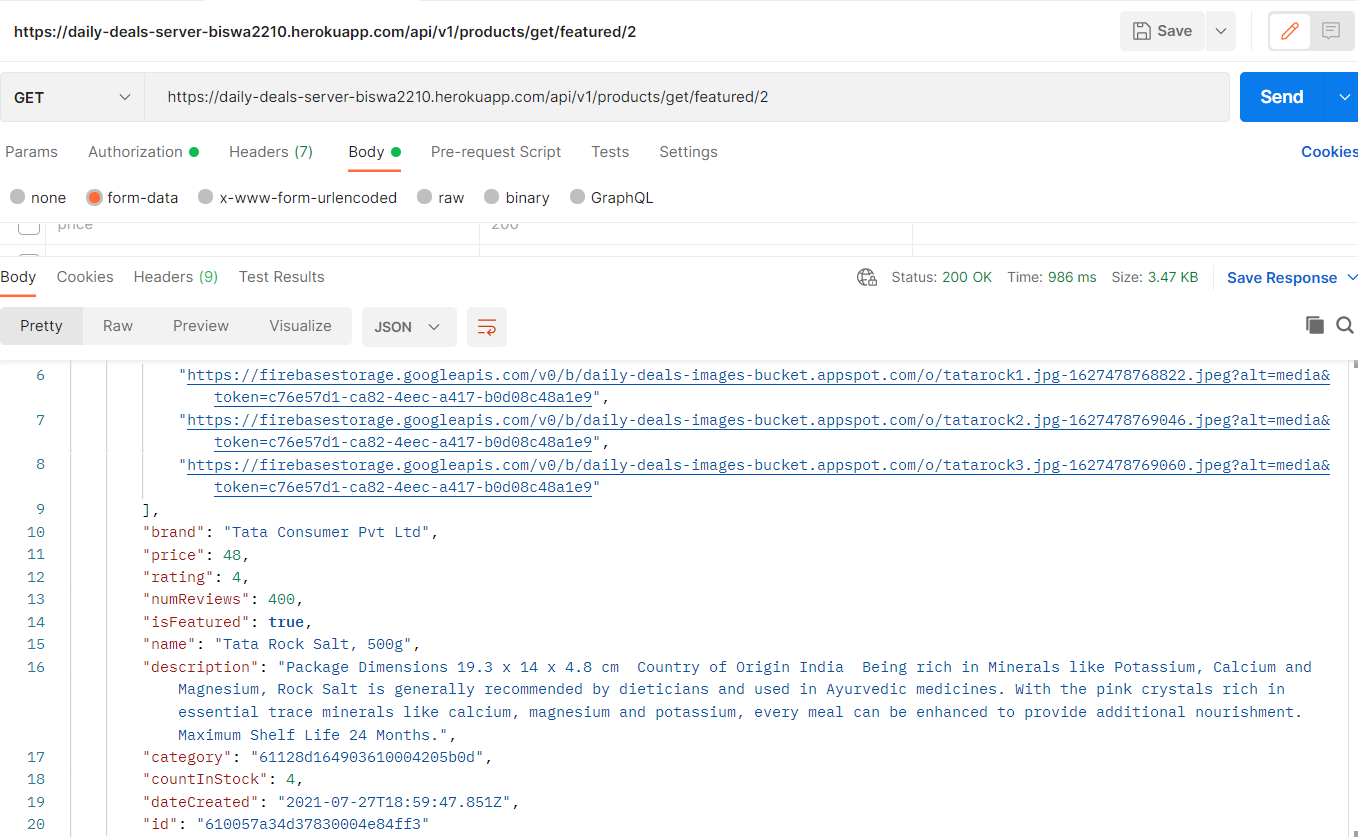 https://daily-deals-server-biswa2210.herokuapp.com/api/v1/products/get/featured/2
Save
GET
https://daily-deals-server-biswa2210.herokuapp.com/api/v1/products/get/featured/2
Send
Params Authorization Headers (7) Body Pre-request Script Tests Settings Cookies
none form-data x-www-form-urlencoded raw binary GraphQL
price 200
Body Cookies Headers (9) Test Results Status: 200 OK Time: 986 ms Size: 3.47 KB Save Response
Pretty Raw Preview Visualize JSON
6 "https://firebasestorage.googleapis.com/v0/b/daily-deals-images-bucket.appspot.com/o/tatarock1.jpg-1627478768822.jpeg?alt=media&
token=c76e57d1-ca82-4eec-a417-b0d08c48a1e9",
7 "https://firebasestorage.googleapis.com/v0/b/daily-deals-images-bucket.appspot.com/o/tatarock2.jpg-1627478769046.jpeg?alt=media&
token=c76e57d1-ca82-4eec-a417-b0d08c48a1e9",
8 "https://firebasestorage.googleapis.com/v0/b/daily-deals-images-bucket.appspot.com/o/tatarock3.jpg-1627478769060.jpeg?alt=media&
token=c76e57d1-ca82-4eec-a417-b0d08c48a1e9"
9 ],
10 "brand": "Tata Consumer Pvt Ltd",
11 "price": 48,
12 "rating": 4,
13 "numReviews": 400,
14 "isFeatured": true,
15 "name": "Tata Rock Salt, 500g",
16 "description": "Package Dimensions 19.3 x 14 x 4.8 cm  Country of Origin India  Being rich in Minerals like Potassium, Calcium and
Magnesium, Rock Salt is generally recommended by dieticians and used in Ayurvedic medicines. With the pink crystals rich in
essential trace minerals like calcium, magnesium and potassium, every meal can be enhanced to provide additional nourishment.
Maximum Shelf Life 24 Months.",
17 "category": "61128d164903610004205b0d",
18 "countInStock": 4,
19 "dateCreated": "2021-07-27T18:59:47.851Z",
20 "id": "610057a34d37830004e84ff3"